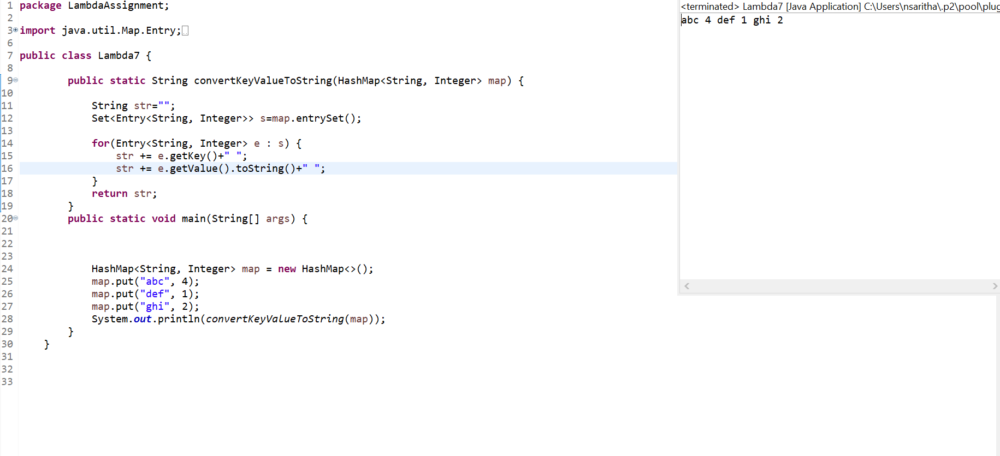 1 package LambdaAssignment;
2
3 import java.util.Map.Entry;
6
7 public class Lambda7 {
8
9 public static String convertKeyValueToString(HashMap<String, Integer> map) {
10
11 String str="";
12 Set<Entry<String, Integer>> s=map.entrySet();
13
14 for(Entry<String, Integer> e : s) {
15 str += e.getKey()+" ";
16 str += e.getValue().toString()+" ";
17 }
18 return str;
19 }
20 public static void main(String[] args) {
21
22
23
24 HashMap<String, Integer> map = new HashMap<>();
25 map.put("abc", 4);
26 map.put("def", 1);
27 map.put("ghi", 2);
28 System.out.println(convertKeyValueToString(map));
29 }
30 }
31
32
33
<terminated> Lambda7 [Java Application] C:\Users\nsaritha\.p2\pool\plug
abc 4 def 1 ghi 2